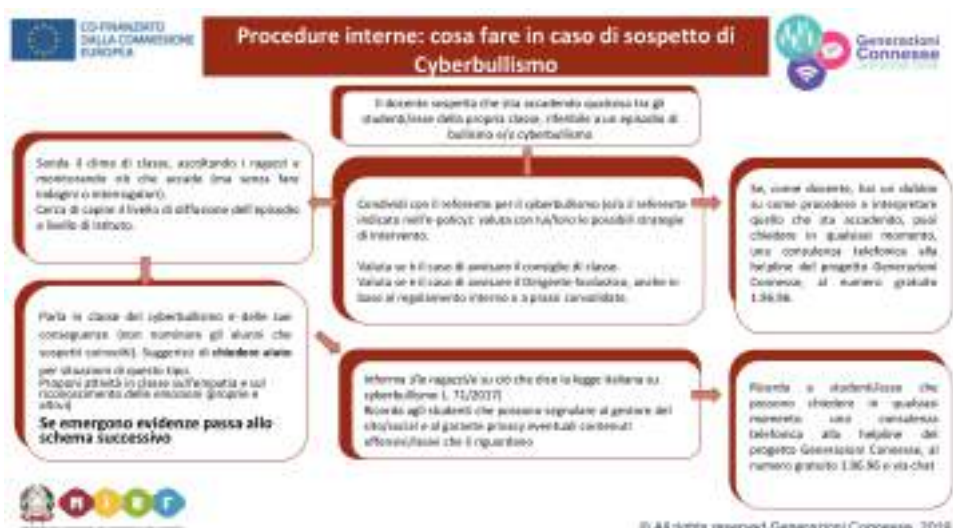 CO-FINANZIATO
DALLA COMMISSIONE
EUROPEA
Procedure interne: cosa fare in caso di sospetto di
Cyberbullismo
Generazioni
Connesse
Il docente sospetta che stia accadendo qualcosa tra gli
studenti/esse della propria classe, riferibile a un episodio di
bullismo e/o cyberbullismo
Sonda il clima di classe, ascoltando i ragazzi e
monitorando ciò che accade (ma senza fare
indagini o interrogatori).
Cerca di capire il livello di diffusione dell'episodio
a livello di istituto.
Condividi con il referente per il cyberbullismo (e/o il referente
indicato nell'e-policy): valuta con lui/loro le possibili strategie
di intervento.
Valuta se è il caso di avvisare il consiglio di classe.
Valuta se è il caso di avvisare il Dirigente Scolastico, anche in
base al regolamento interno e a prassi consolidate.
Se, come docente, hai un dubbio
su come procedere o interpretare
quello che sta accadendo, puoi
chiedere in qualsiasi momento,
una consulenza telefonica alla
helpline del progetto Generazioni
Connesse, al numero gratuito
1.96.96.
Parla in classe del cyberbullismo e delle sue
conseguenze (non nominare gli alunni che
sospetti coinvolti). Suggerisci di chiedere aiuto
per situazioni di questo tipo.
Proponi attività in classe sull'empatia e sul
riconoscimento delle emozioni (proprie e
altrui)
Se emergono evidenze passa allo
schema successivo
Informa i/le ragazzi/e su ciò che dice la legge italiana su
cyberbullismo L. 71/2017)
Ricorda agli studenti che possono segnalare al gestore del
sito/social e al garante privacy eventuali contenuti
offensivi/lesivi che li riguardano
Ricorda a studenti/esse che
possono chiedere in qualsiasi
momento una consulenza
telefonica alla helpline del
progetto Generazioni Connesse, al
numero gratuito 1.96.96 e via chat
MIUR
© All rights reserved Generazioni Connesse, 2018